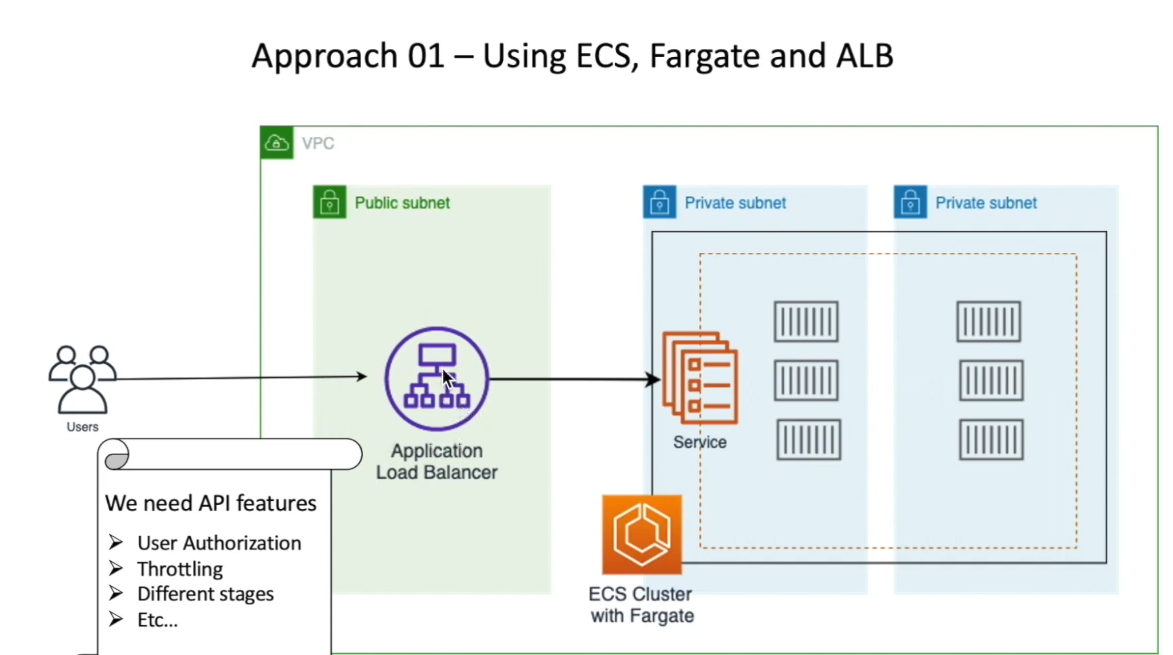 Approach 01 – Using ECS, Fargate and ALB
VPC
Public subnet
Private subnet
Private subnet
Users
Application
Load Balancer
Service
ECS Cluster
with Fargate
We need API features
➢ User Authorization
➢ Throttling
➢ Different stages
➢ Etc...